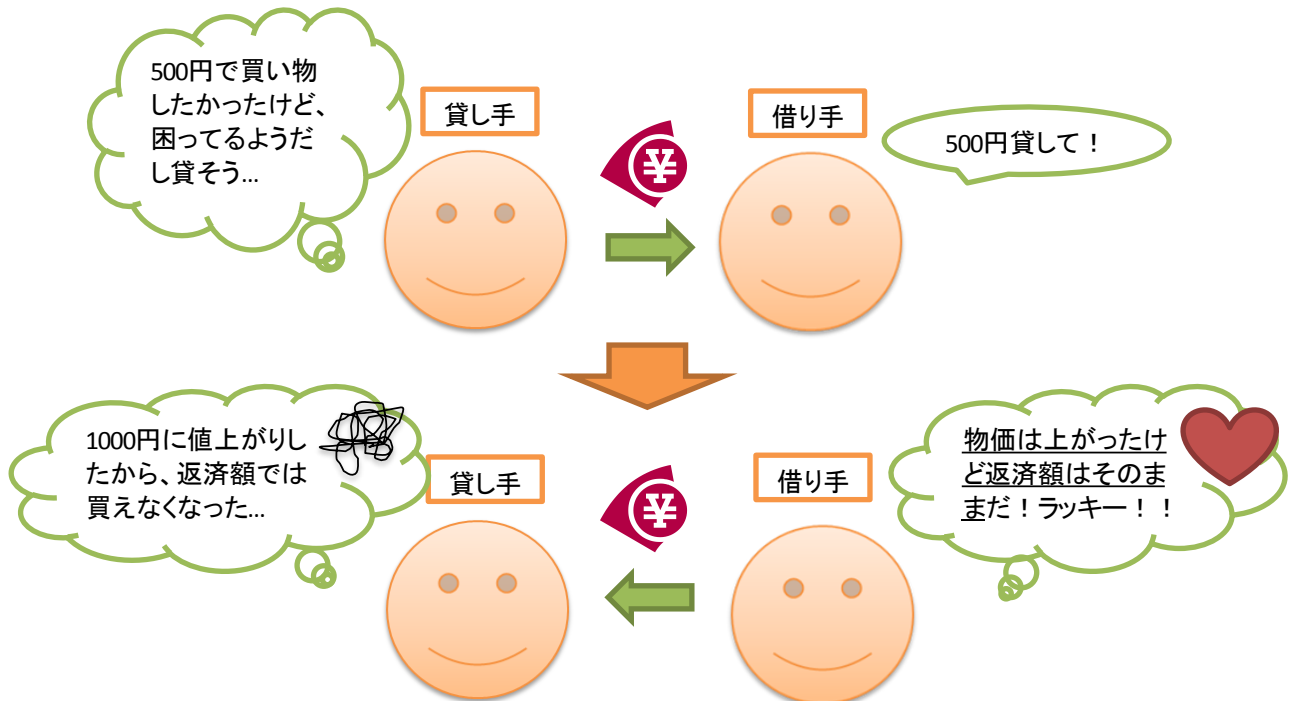 500円で買い物
したかったけど、
困ってるようだ
し貸そう…
貸し手
¥
借り手
500円貸して！
1000円に値上がりし
たから、返済額では
買えなくなった…
貸し手
¥
借り手
物価は上がったけ
ど返済額はそのま
まだ！ラッキー！！